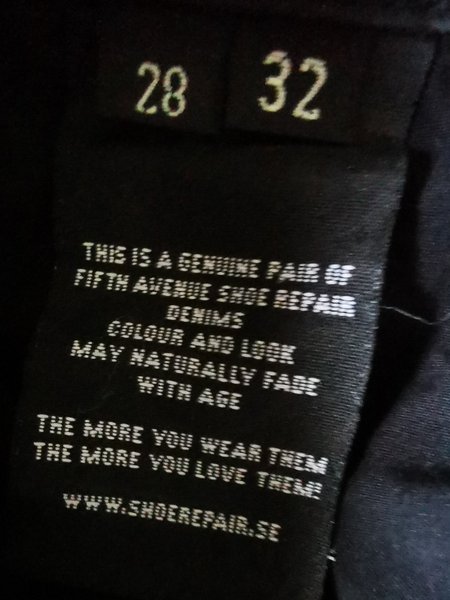 28 32
THIS IS A GENUINE PAIR OF
FIFTH AVENUE SHOE REPAIR
DENIMS
COLOUR AND LOOK
MAY NATURALLY FADE
WITH AGE
THE MORE YOU WEAR THEM
THE MORE YOU LOVE THEM!
WWW.SHOEREPAIR.SE